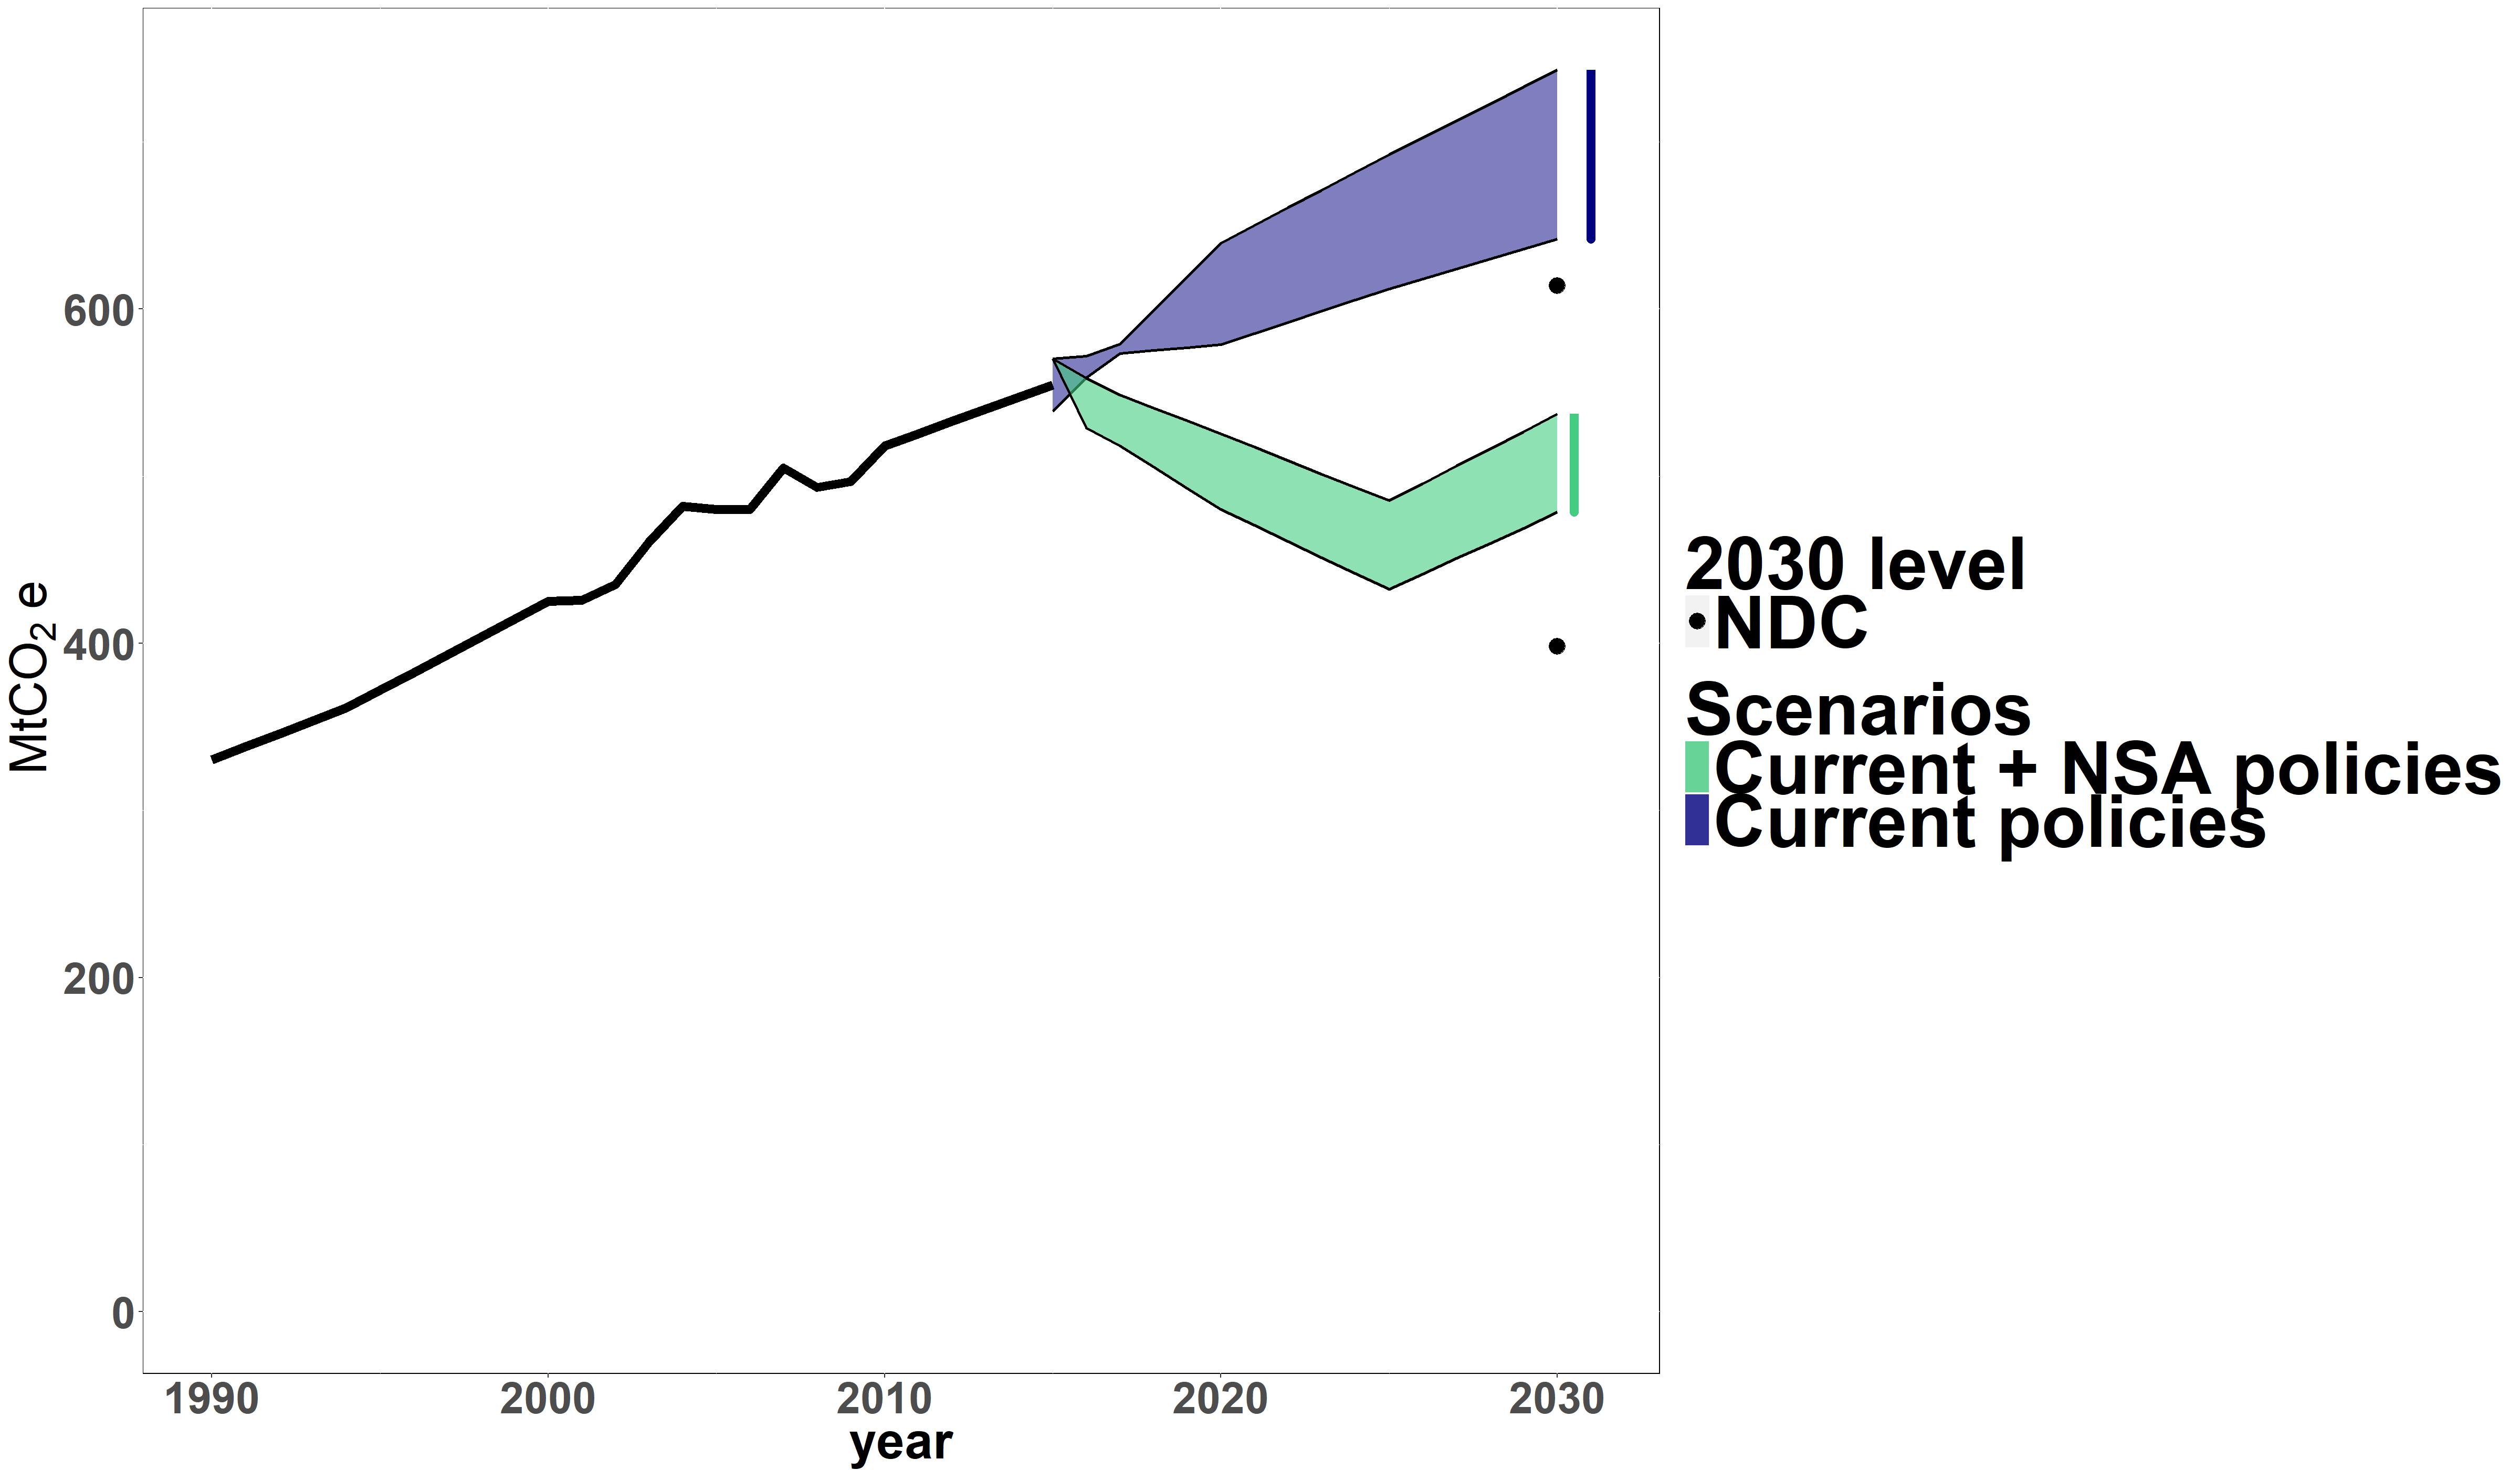 MtCO2 e
600
400
200
0
1990 2000 2010 2020 2030
year
2030 level
NDC
Scenarios
Current + NSA policies
Current policies